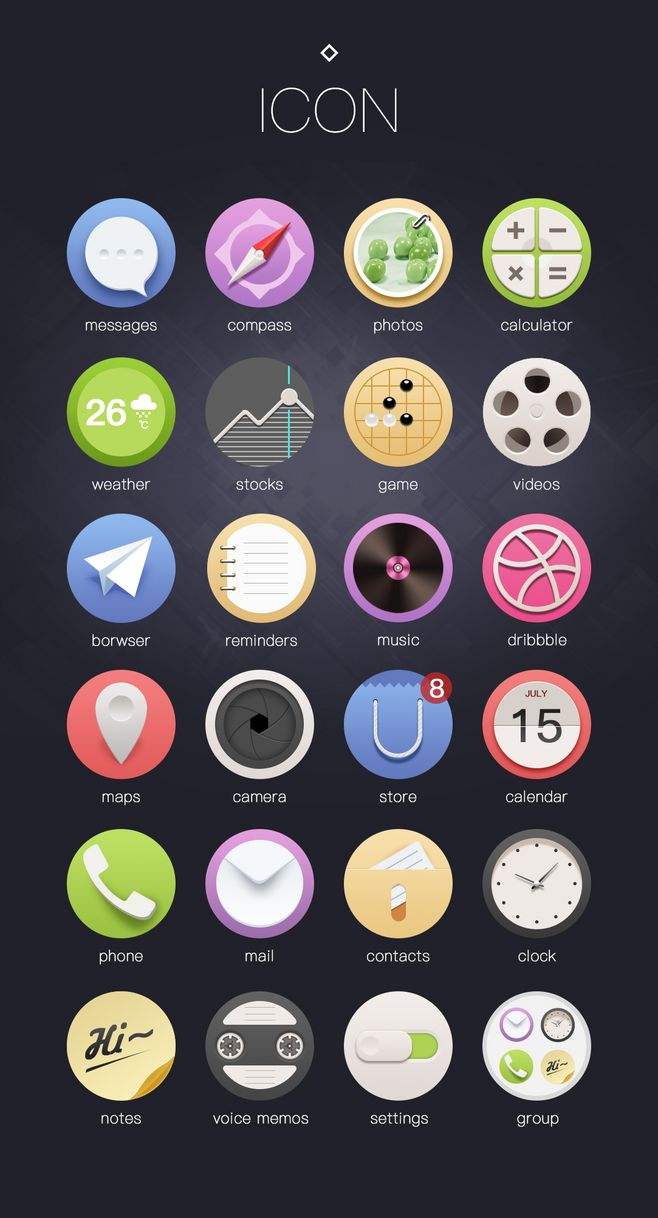 ICON
messages
compass
photos
calculator
26 °C
weather
stocks
game
videos
borwser
reminders
music
dribbble
8
JULY
15
maps
camera
store
calendar
phone
mail
contacts
clock
Hi~
Hi~
notes
voice memos
settings
group